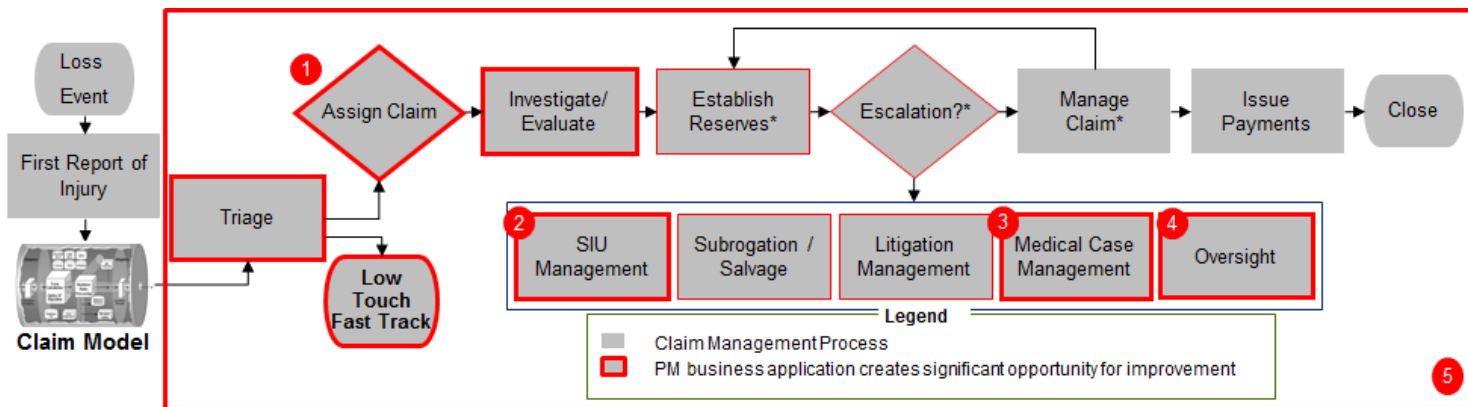 Loss
Event
First Report of
Injury
Claim Model
Triage
Low
Touch
Fast Track
1
Assign Claim
Investigate/
Evaluate
Establish
Reserves*
Escalation?*
Manage
Claim*
Issue
Payments
Close
2
SIU
Management
Subrogation /
Salvage
Litigation
Management
3
Medical Case
Management
4
Oversight
Legend
Claim Management Process
PM business application creates significant opportunity for improvement
5